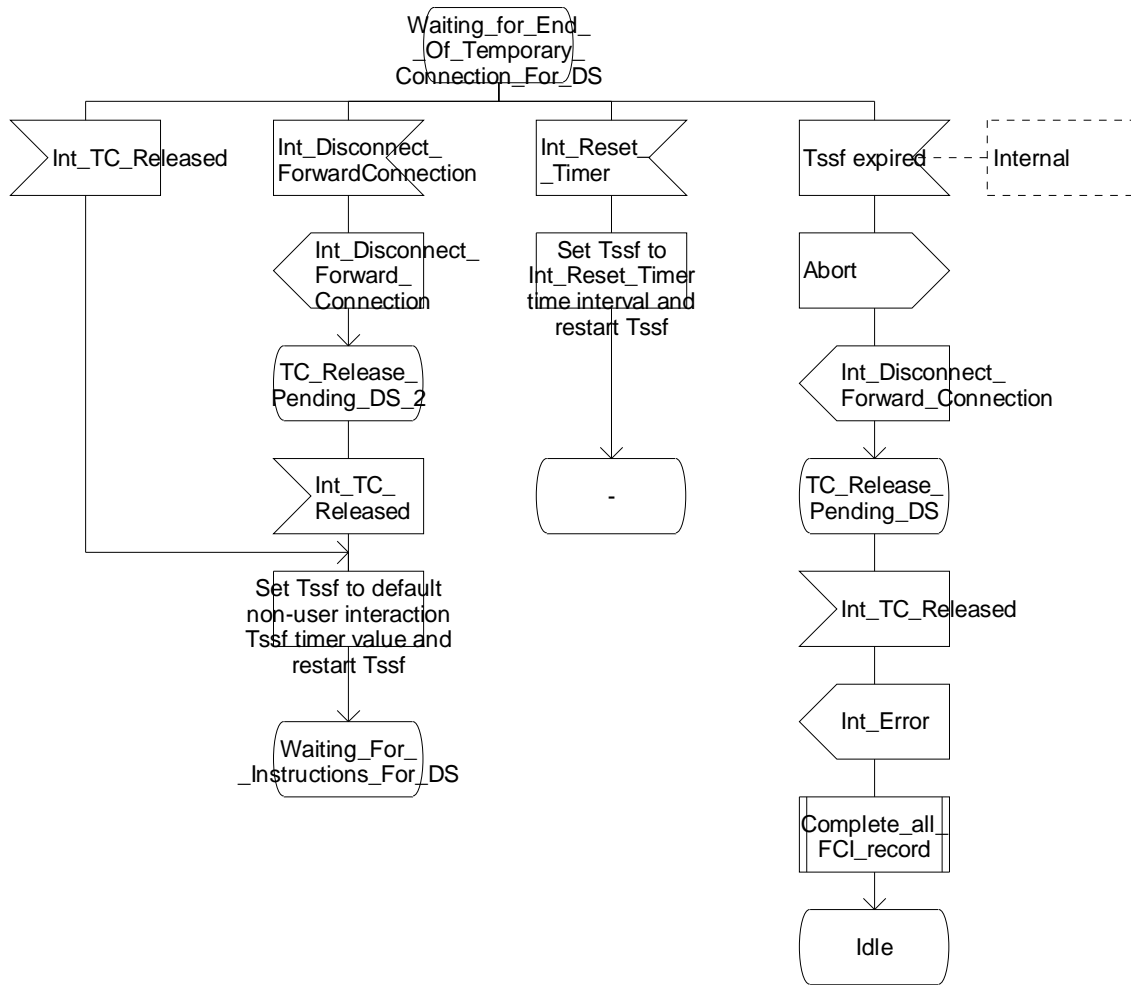 Waiting_for_End_
_Of_Temporary_
Connection_For_DS
Int_TC_Released
Int_Disconnect_
ForwardConnection
Int_Reset_
_Timer
Tssf expired
Internal
Int_Disconnect_
Forward_
Connection
Set Tssf to
Int_Reset_Timer
time interval and
restart Tssf
Abort
TC_Release_
Pending_DS_2
Int_Disconnect_
Forward_Connection
Int_TC_
Released
-
TC_Release_
Pending_DS
Set Tssf to default
non-user interaction
Tssf timer value and
restart Tssf
Int_TC_Released
Waiting_For_
_Instructions_For_DS
Int_Error
Complete_all_
FCI_record
Idle